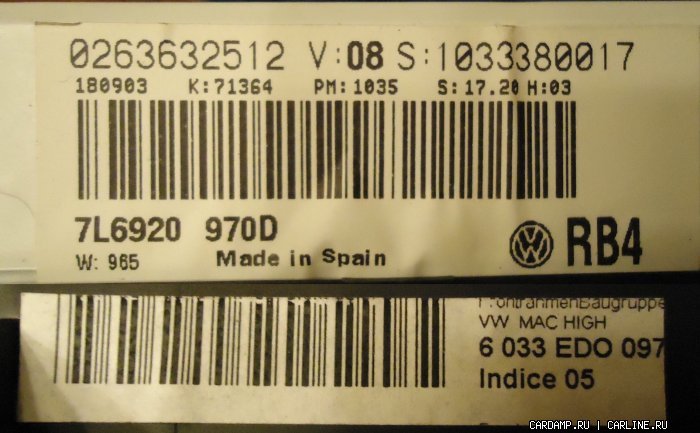 0263632512 V:08 S:1033380017
180903 K:71364 PM:1035 S:17.20 H:03
7L6920 970D RB4
W: 965 Made in Spain
FrontrahmenBaugruppe
VW MAC HIGH
6 033 EDO 097
Indice 05
CARDAMP.RU | CARLINE.RU